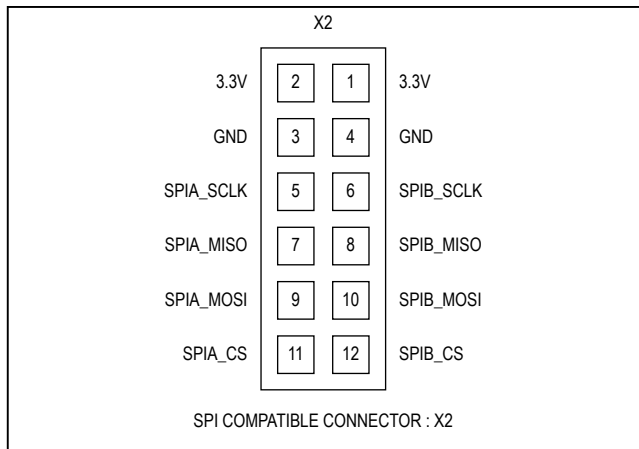 X2
3.3V 2 1 3.3V
GND 3 4 GND
SPIA_SCLK 5 6 SPIB_SCLK
SPIA_MISO 7 8 SPIB_MISO
SPIA_MOSI 9 10 SPIB_MOSI
SPIA_CS 11 12 SPIB_CS
SPI COMPATIBLE CONNECTOR : X2